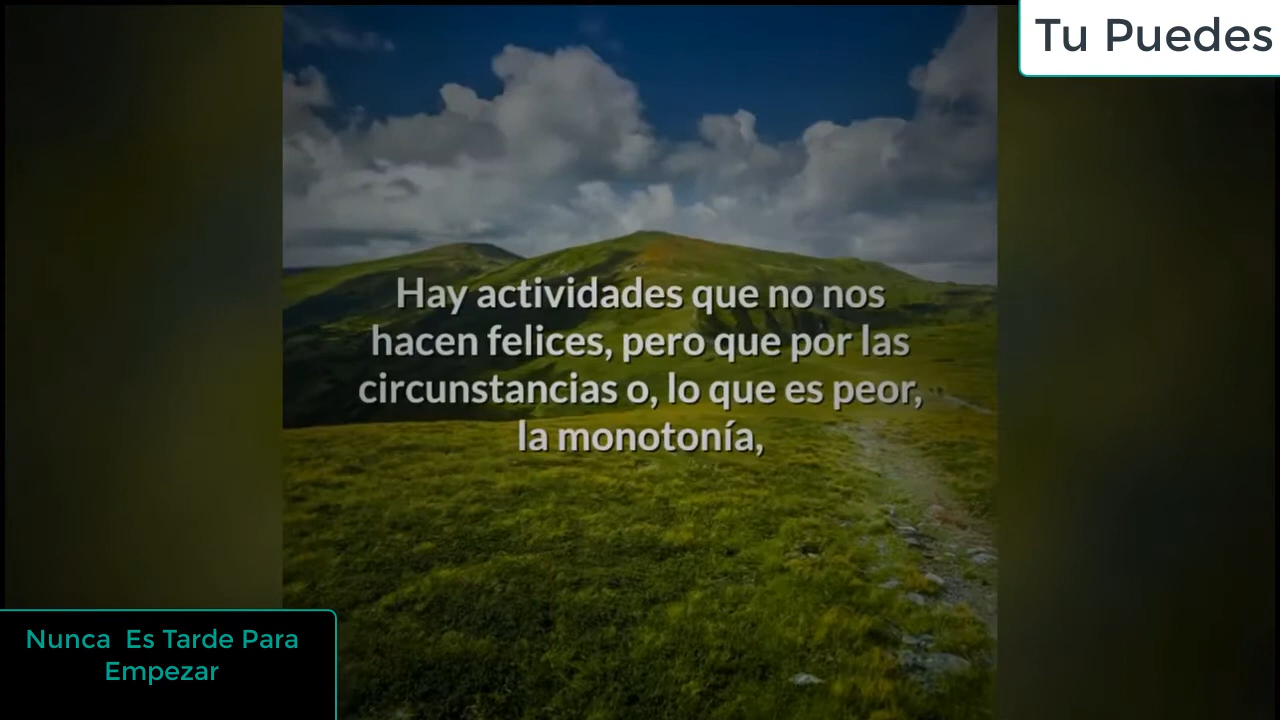 Tu Puedes
Hay actividades que no nos
hacen felices, pero que por las
circunstancias o, lo que es peor,
la monotonía,
Nunca Es Tarde Para
Empezar